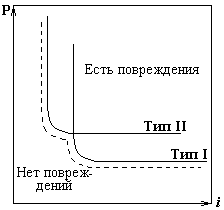 P
Есть повреждения
Тип II
Тип I
Нет повреж-
дений
i